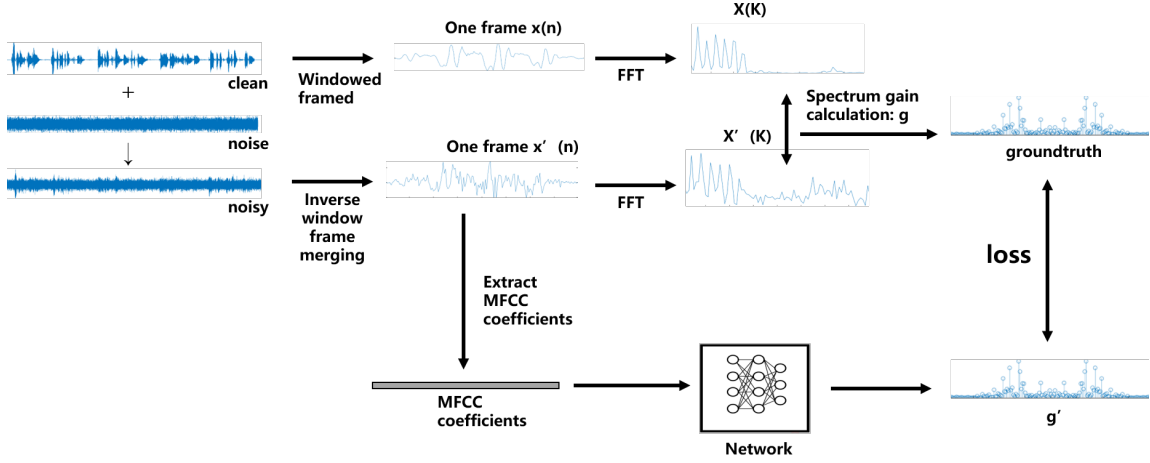 clean
+
noise
noisy
Windowed
framed
One frame x(n)
FFT
X(K)
Inverse
window
frame
merging
One frame x’ (n)
FFT
X’ (K)
Spectrum gain
calculation: g
groundtruth
loss
Extract
MFCC
coefficients
MFCC
coefficients
Network
g’